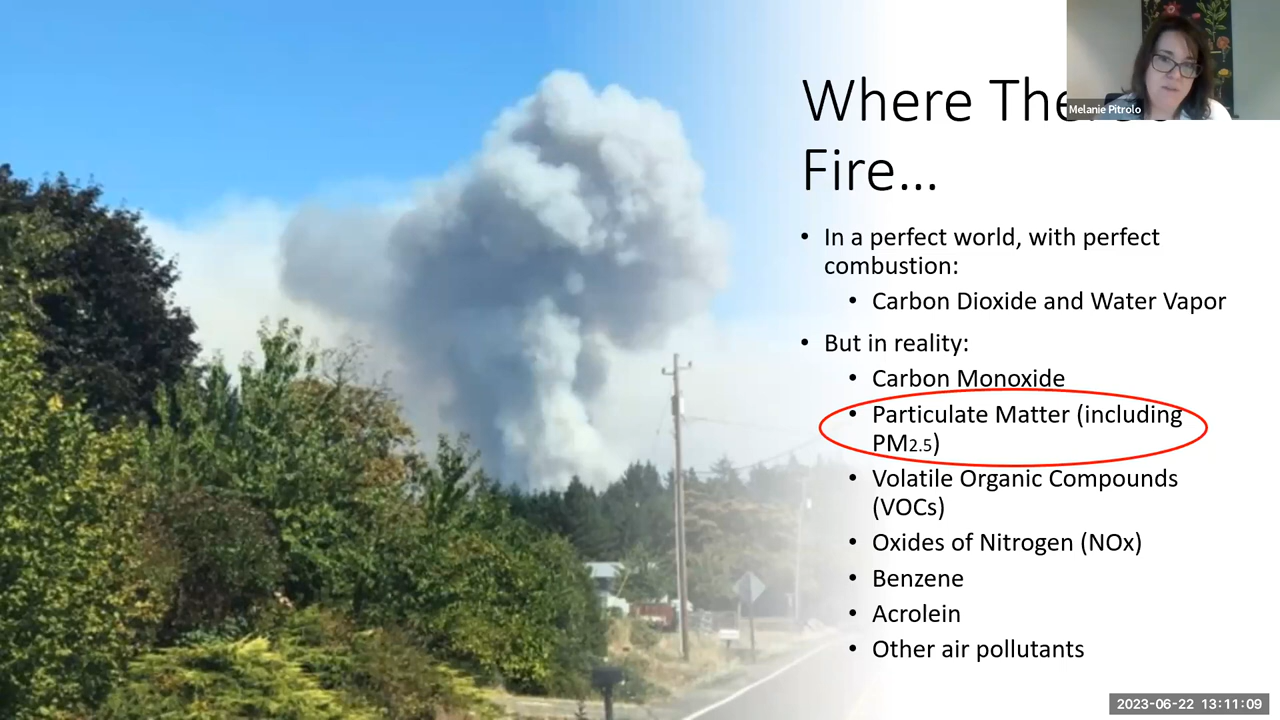 Where The
Fire...
Melanie Pitrolo
• In a perfect world, with perfect
combustion:
• Carbon Dioxide and Water Vapor
• But in reality:
• Carbon Monoxide
• Particulate Matter (including
PM2.5)
• Volatile Organic Compounds
(VOCs)
• Oxides of Nitrogen (NOx)
• Benzene
• Acrolein
• Other air pollutants
2023-06-22 13:11:09